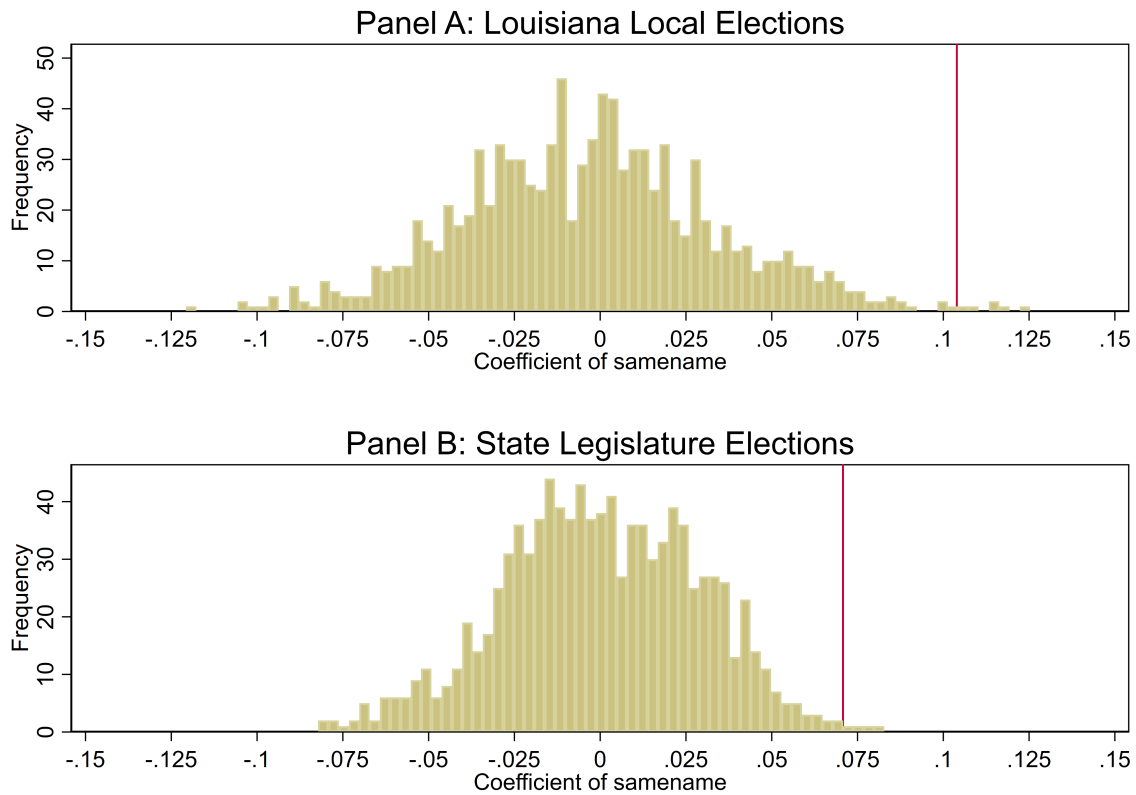 Panel A: Louisiana Local Elections
Frequency
50
40
30
20
10
0
-.15 -.125 -.1 -.075 -.05 -.025 0 .025 .05 .075 .1 .125 .15
Coefficient of samename
Panel B: State Legislature Elections
Frequency
40
30
20
10
0
-.15 -.125 -.1 -.075 -.05 -.025 0 .025 .05 .075 .1 .125 .15
Coefficient of samename